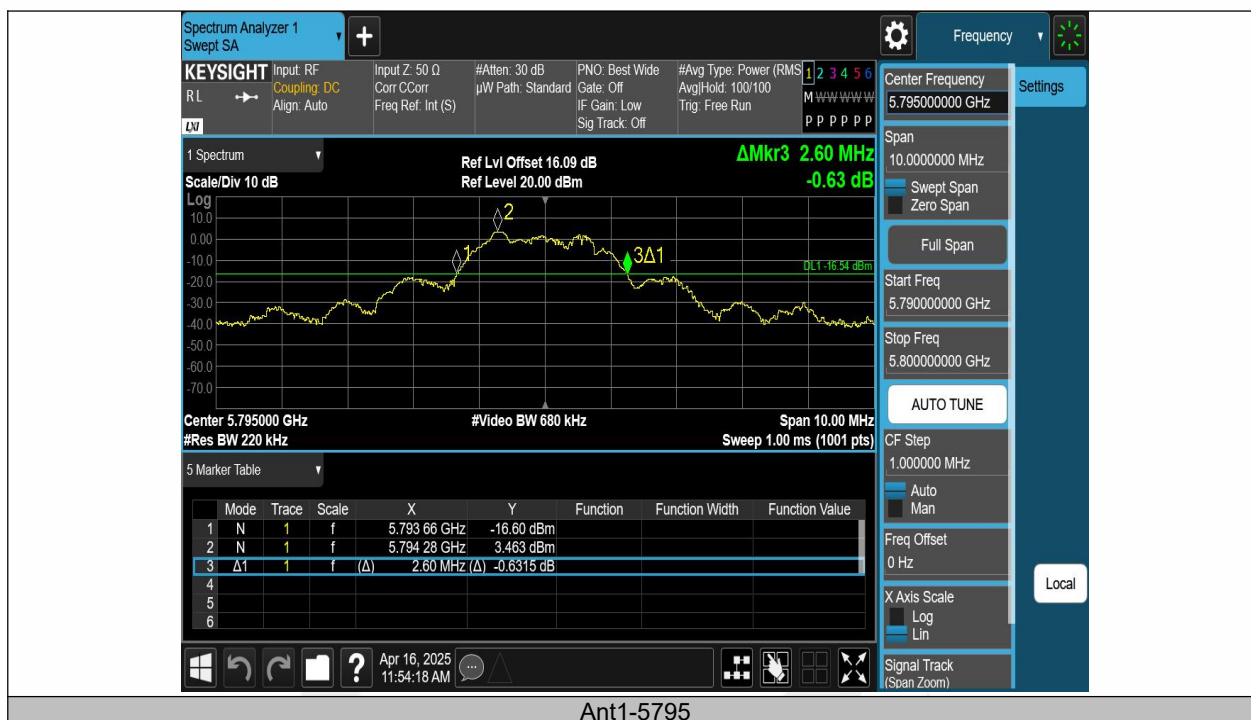 Spectrum Analyzer 1
Swept SA
+
Frequency
KEYSIGHT
RL
LXI
Input: RF
Coupling: DC
Align: Auto
Input Z: 50 Ω
Corr CCorr
Freq Ref: Int (S)
#Atten: 30 dB
µW Path: Standard
PNO: Best Wide
Gate: Off
IF Gain: Low
Sig Track: Off
#Avg Type: Power (RMS
Avg|Hold: 100/100
Trig: Free Run
1 2 3 4 5 6
M W W W W W
P P P P P P
1 Spectrum
Scale/Div 10 dB
Ref Lvl Offset 16.09 dB
Ref Level 20.00 dBm
ΔMkr3 2.60 MHz
-0.63 dB
Log
10.0
0.00
-10.0
-20.0
-30.0
-40.0
-50.0
-60.0
-70.0
1
2
3Δ1
DL1 -16.54 dBm
Center 5.795000 GHz
#Video BW 680 kHz
Span 10.00 MHz
#Res BW 220 kHz
Sweep 1.00 ms (1001 pts)
5 Marker Table
Mode Trace Scale X Y Function Function Width Function Value
1 N 1 f 5.793 66 GHz -16.60 dBm
2 N 1 f 5.794 28 GHz 3.463 dBm
3 Δ1 1 f (Δ) 2.60 MHz (Δ) -0.6315 dB
4
5
6
?
Apr 16, 2025
11:54:18 AM
Center Frequency
5.795000000 GHz
Settings
Span
10.0000000 MHz
Swept Span
Zero Span
Full Span
Start Freq
5.790000000 GHz
Stop Freq
5.800000000 GHz
AUTO TUNE
CF Step
1.000000 MHz
Auto
Man
Freq Offset
0 Hz
Local
X Axis Scale
Log
Lin
Signal Track
(Span Zoom)
Ant1-5795